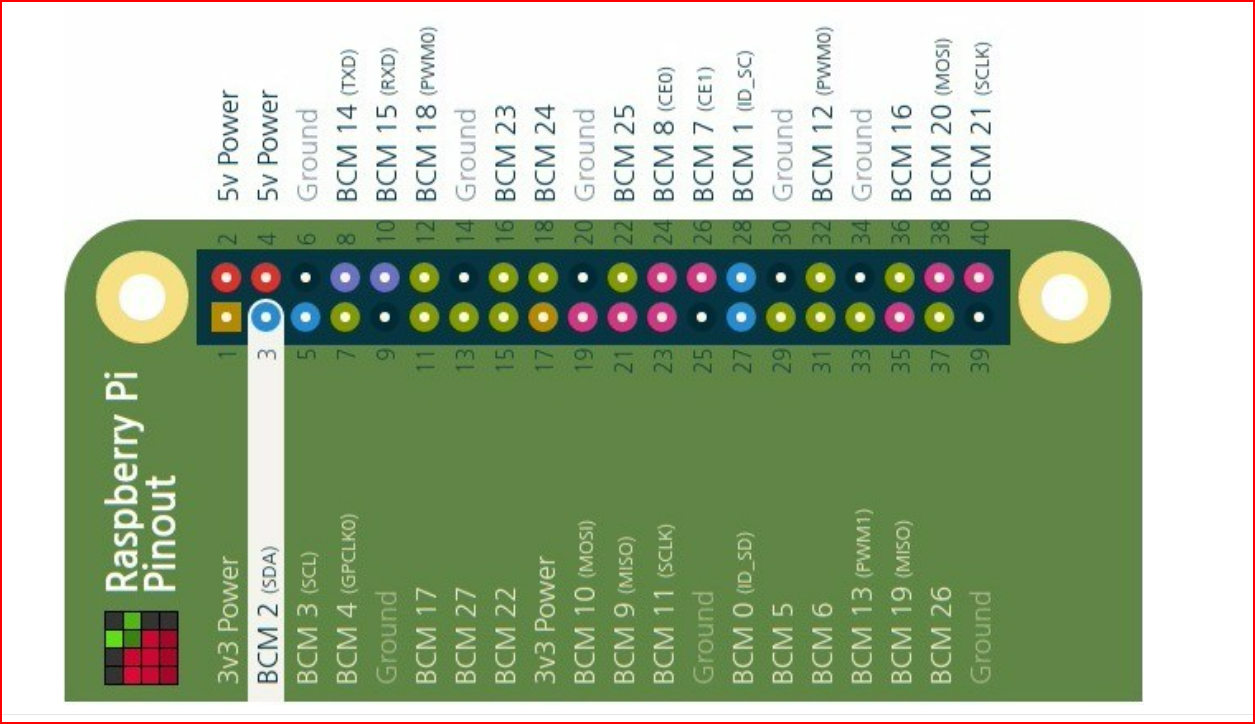 5v Power
5v Power
Ground
BCM 14 (TXD)
BCM 15 (RXD)
BCM 18 (PWM0)
Ground
BCM 23
BCM 24
Ground
BCM 25
BCM 8 (CE0)
BCM 7 (CE1)
BCM 1 (ID_SC)
Ground
BCM 12 (PWM0)
Ground
BCM 16
BCM 20 (MOSI)
BCM 21 (SCLK)
2
4
6
8
10
12
14
16
18
20
22
24
26
28
30
32
34
36
38
40
1
3
5
7
9
11
13
15
17
19
21
23
25
27
29
31
33
35
37
39
Raspberry Pi
Pinout
3v3 Power
BCM 2 (SDA)
BCM 3 (SCL)
BCM 4 (GPCLK0)
Ground
BCM 17
BCM 27
BCM 22
3v3 Power
BCM 10 (MOSI)
BCM 9 (MISO)
BCM 11 (SCLK)
Ground
BCM 0 (ID_SD)
BCM 5
BCM 6
BCM 13 (PWM1)
BCM 19 (MISO)
BCM 26
Ground